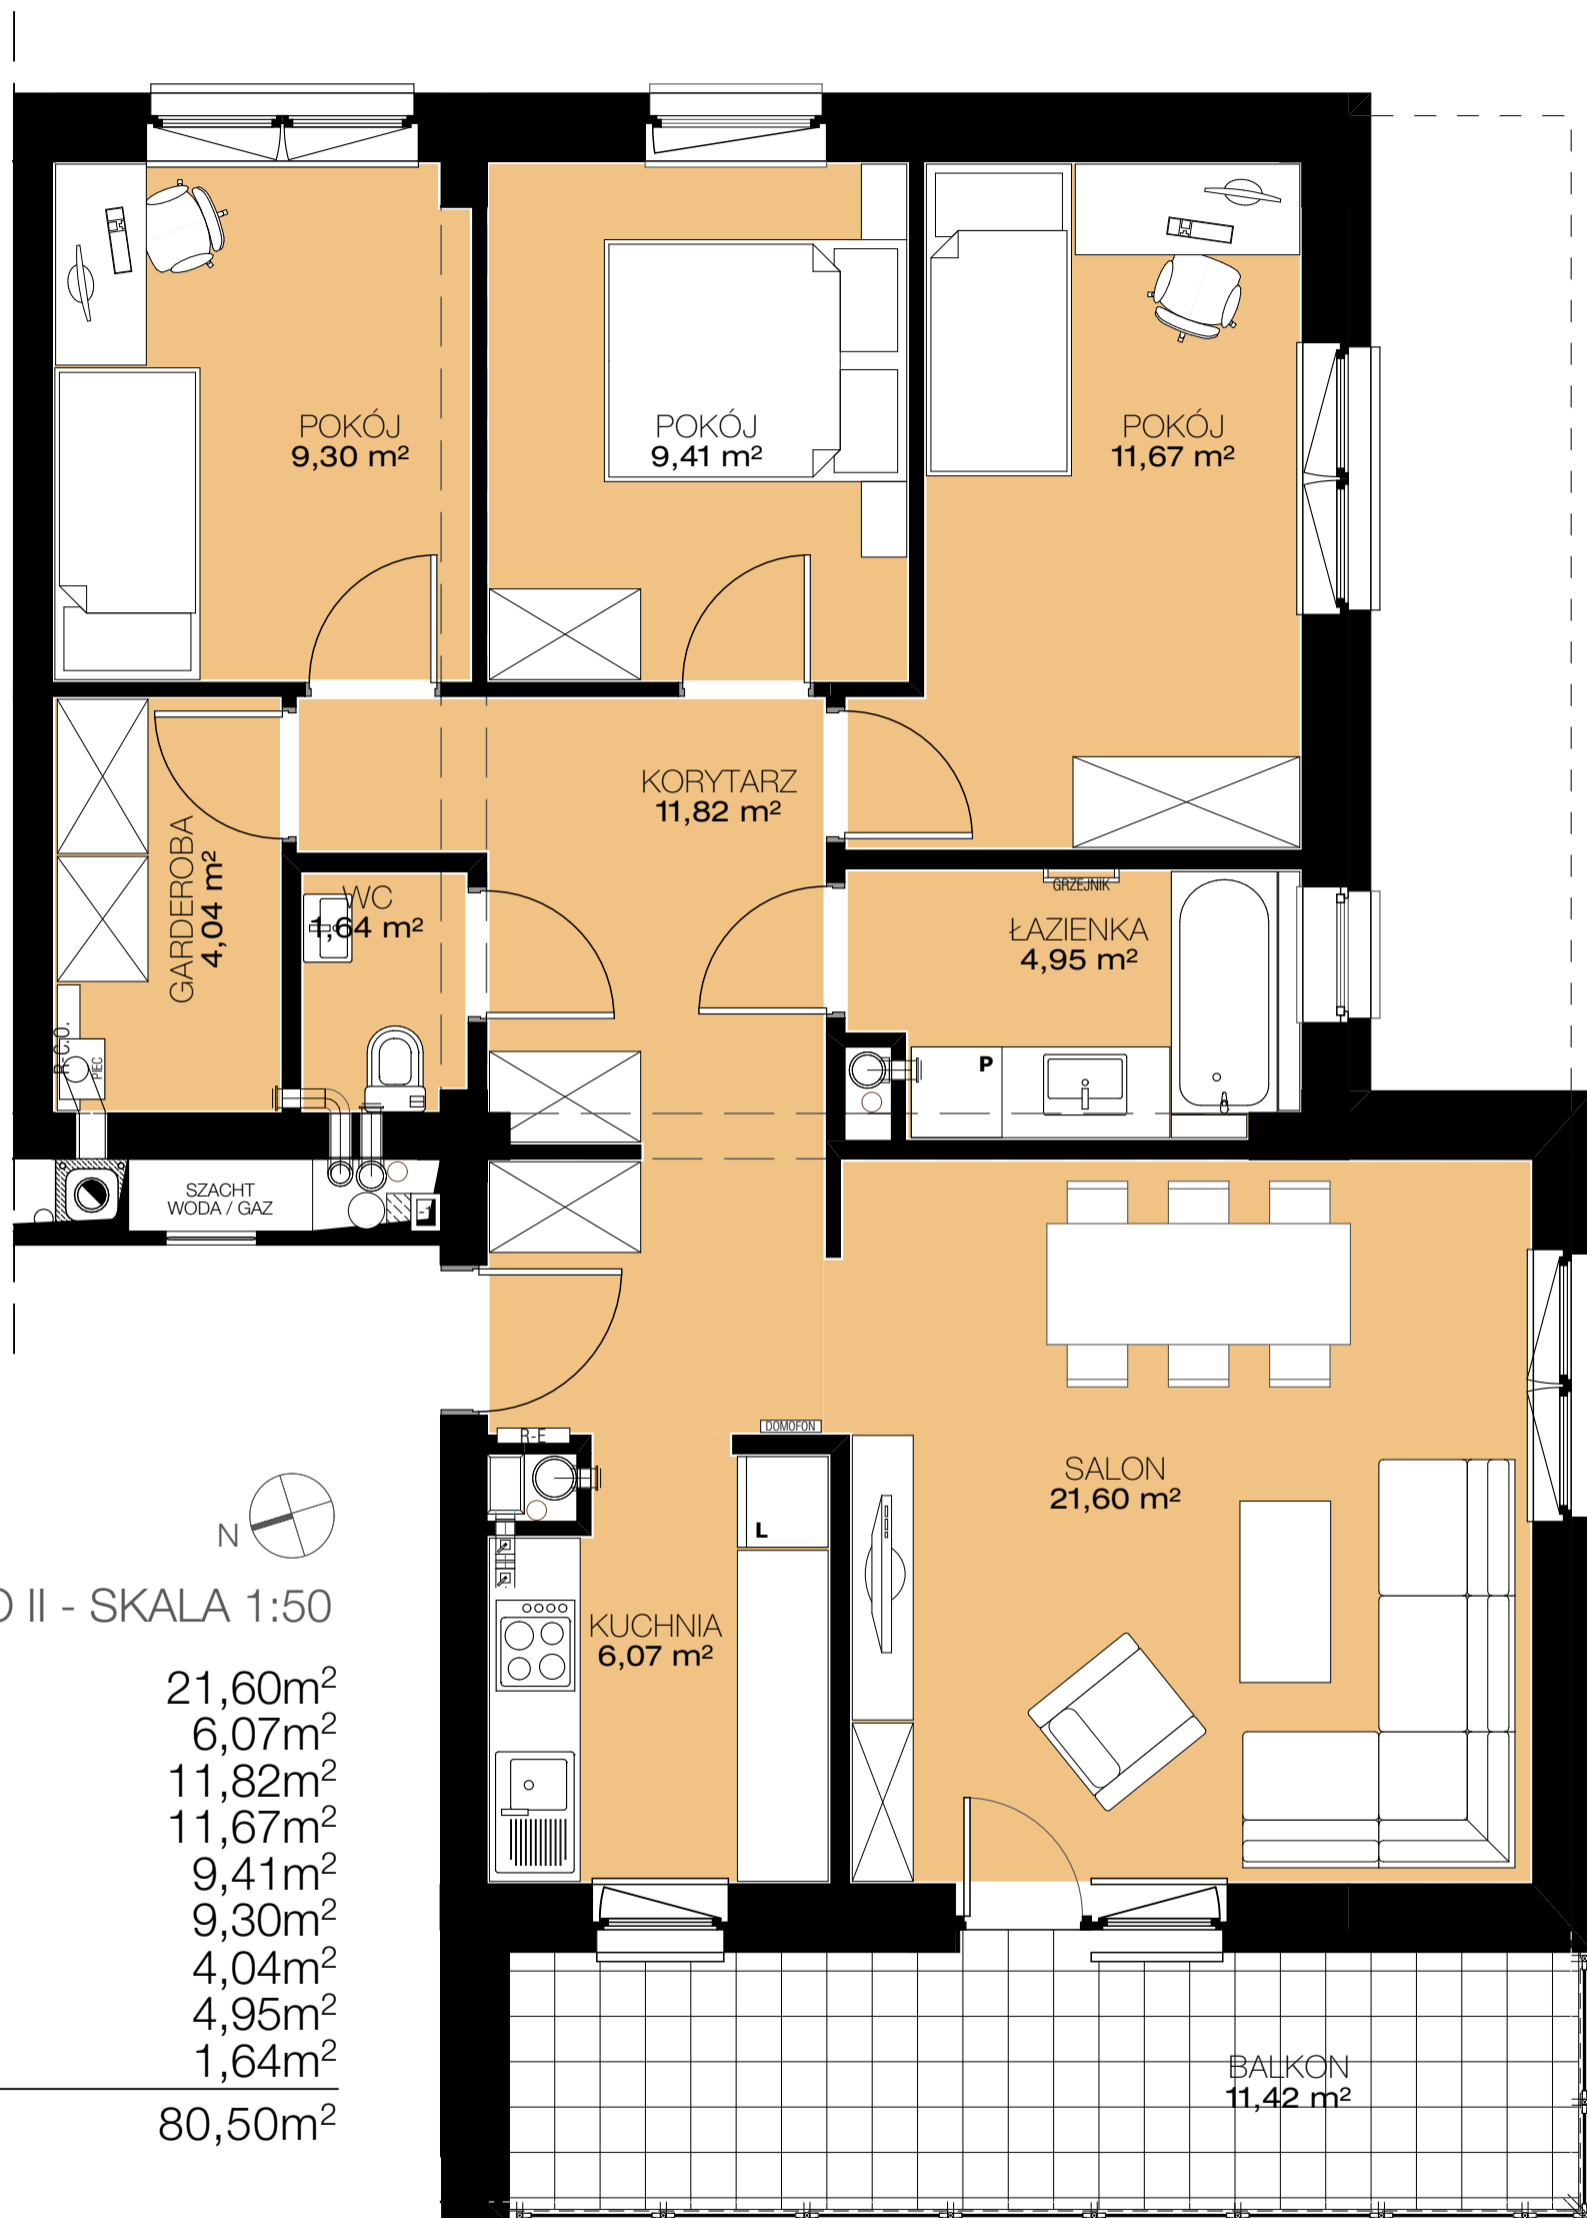 POKÓJ
9,30 m²
POKÓJ
9,41 m²
POKÓJ
11,67 m²
KORYTARZ
11,82 m²
GARDEROBA
4,04 m²
WC
1,64 m²
GRZEJNIK
ŁAZIENKA
4,95 m²
R-C.O.
PIEC
P
SZACHT
WODA / GAZ
DOMOFON
R-E
L
SALON
21,60 m²
KUCHNIA
6,07 m²
N
II - SKALA 1:50
21,60m²
6,07m²
11,82m²
11,67m²
9,41m²
9,30m²
4,04m²
4,95m²
1,64m²
80,50m²
BALKON
11,42 m²